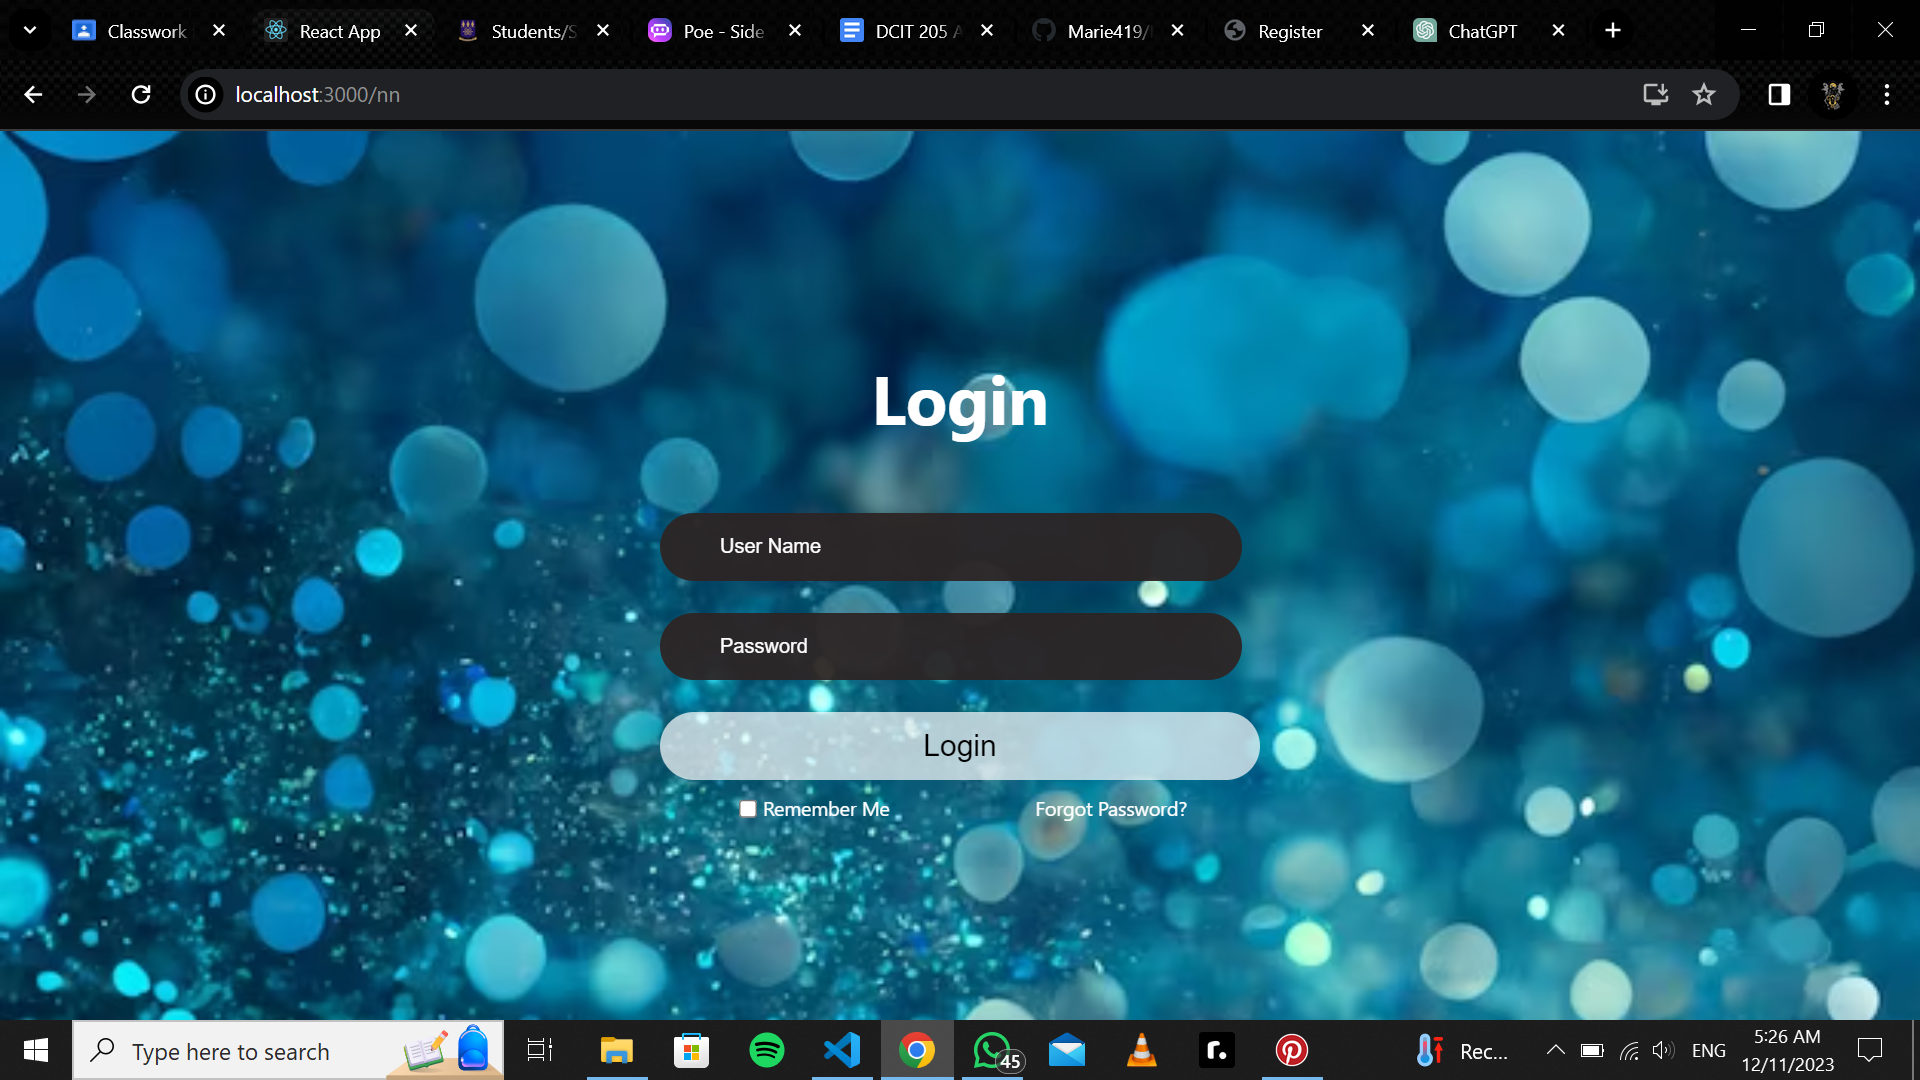 Classwork
React App
Students/S
Poe - Side
DCIT 205 A
Marie419/
Register
ChatGPT
localhost:3000/nn
Login
User Name
Password
Login
Remember Me Forgot Password?
Type here to search
45
r.
Rec...
ENG
5:26 AM
12/11/2023